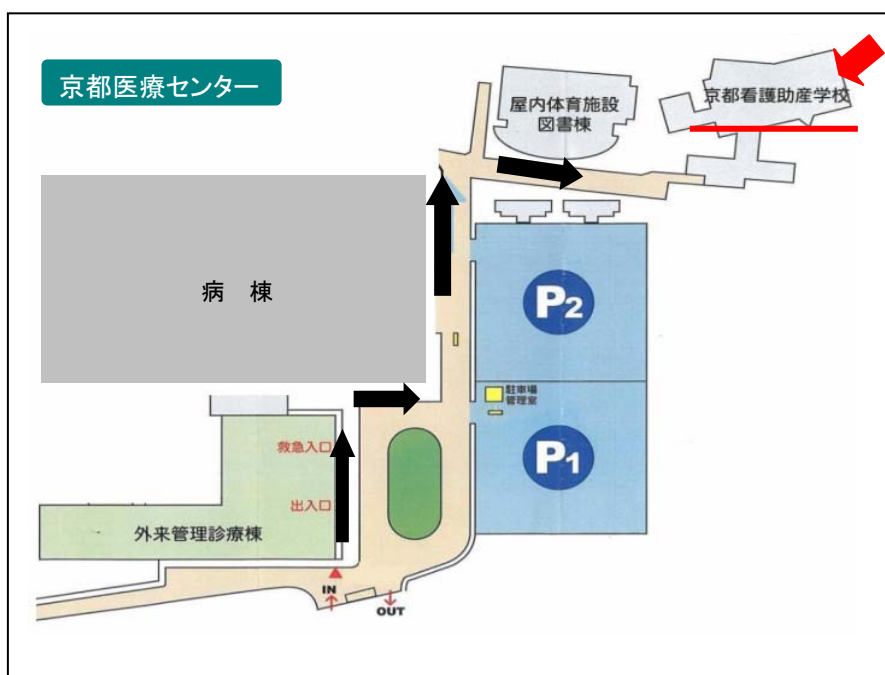 京都医療センター
屋内体育施設
図書棟
京都看護助産学校
病　棟
P2
駐車場
管理室
P1
救急入口
出入口
外来管理診療棟
IN
OUT